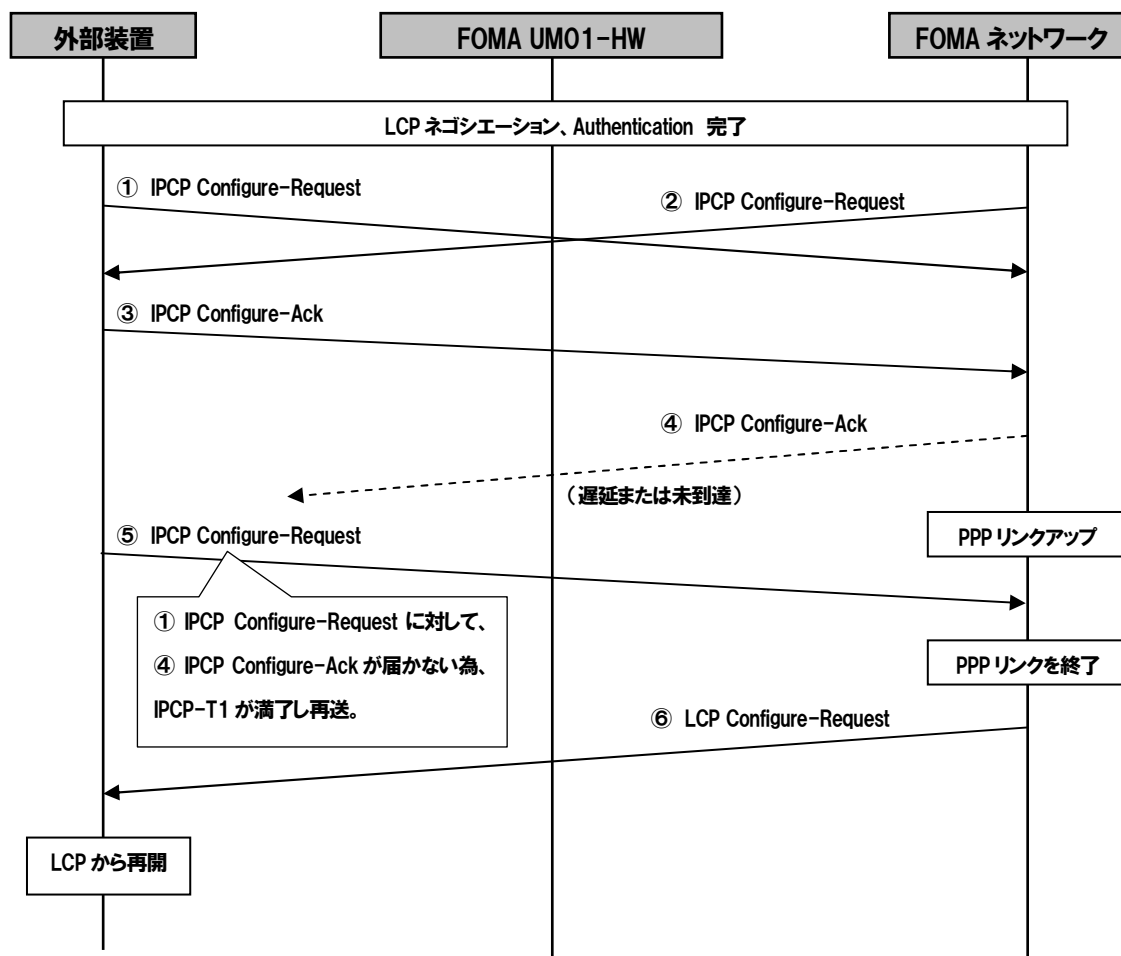 外部装置
FOMA UM01-HW
FOMA ネットワーク
LCP ネゴシエーション、Authentication 完了
① IPCP Configure-Request
② IPCP Configure-Request
③ IPCP Configure-Ack
④ IPCP Configure-Ack
（遅延または未到達）
⑤ IPCP Configure-Request
PPP リンクアップ
① IPCP Configure-Request に対して、
④ IPCP Configure-Ack が届かない為、
IPCP-T1 が満了し再送。
PPP リンクを終了
⑥ LCP Configure-Request
LCP から再開